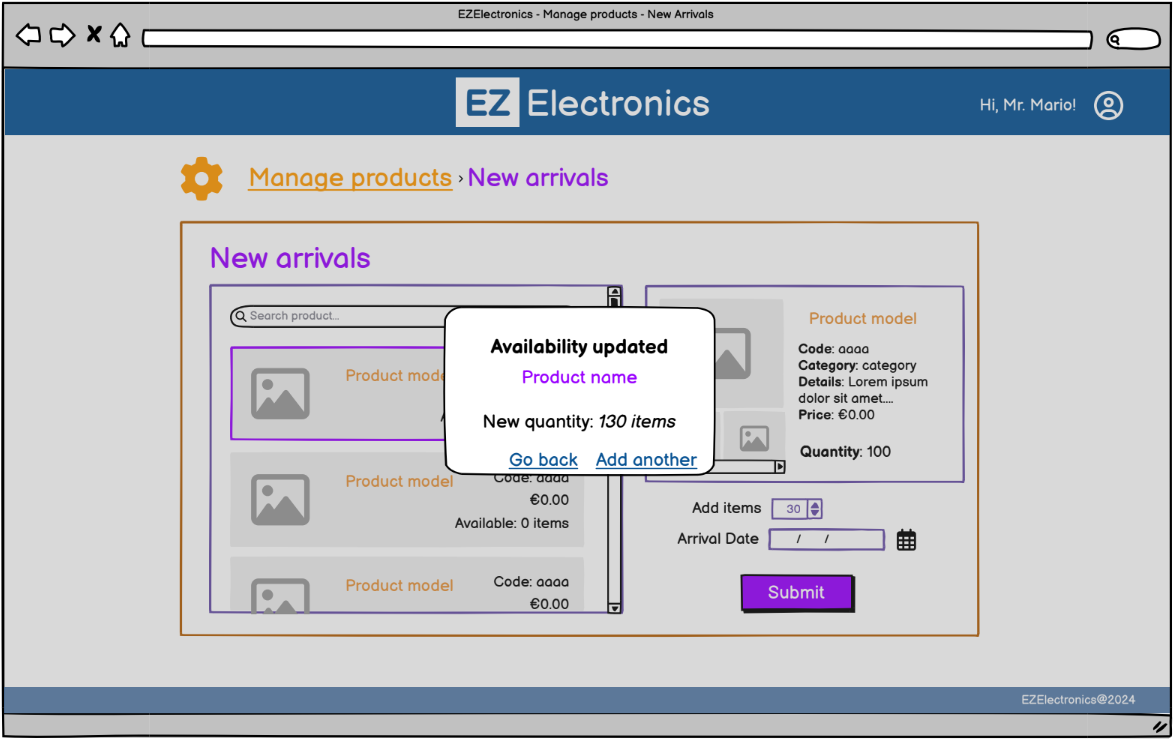 EZElectronics - Manage products - New Arrivals
EZ Electronics
Hi, Mr. Mario!
Manage products › New arrivals
New arrivals
Search product...
Product mode
Product model
Code: aaaa
€0.00
Available: 0 items
Product model
Code: aaaa
€0.00
Availability updated
Product name
New quantity: 130 items
Go back Add another
Product model
Code: aaaa
Category: category
Details: Lorem ipsum
dolor sit amet....
Price: €0.00
Quantity: 100
Add items 30
Arrival Date / /
Submit
EZElectronics@2024